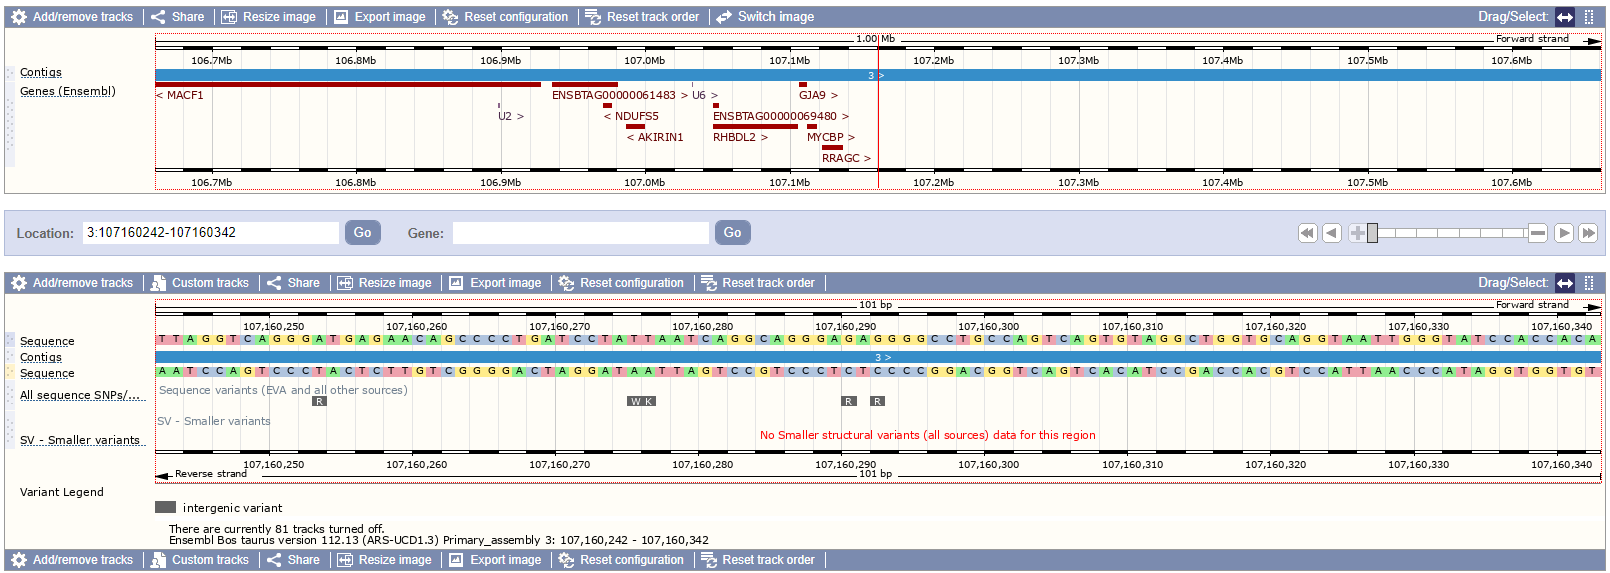 Add/remove tracks Share Resize image Export image Reset configuration Reset track order Switch image Drag/Select:
1.00 Mb Forward strand
106.7Mb 106.8Mb 106.9Mb 107.0Mb 107.1Mb 107.2Mb 107.3Mb 107.4Mb 107.5Mb 107.6Mb
Contigs 3 >
Genes (Ensembl) < MACF1 ENSBTAG00000061483 > U6 > GJA9 >
U2 > < NDUFS5 ENSBTAG00000069480 >
< AKIRIN1 RHBDL2 > MYCBP >
RRAGC >
106.7Mb 106.8Mb 106.9Mb 107.0Mb 107.1Mb 107.2Mb 107.3Mb 107.4Mb 107.5Mb 107.6Mb
Location: 3:107160242-107160342 Go Gene: Go
Add/remove tracks Custom tracks Share Resize image Export image Reset configuration Reset track order Drag/Select:
101 bp Forward strand
107,160,250 107,160,260 107,160,270 107,160,280 107,160,290 107,160,300 107,160,310 107,160,320 107,160,330 107,160,340
Sequence T T A G G T C A G G G A T G A G A A C A G C C C C T G A T C C T A T T A A T C A G G C A G G G A G A G G G G C C T G C C A G T C A G T G T A G G C T G G T G C A G G T A A T T G G G T A T C C A C C A C A
Contigs 3 >
Sequence A A T C C A G T C C C T A C T C T T G T C G G G G A C T A G G A T A A T T A G T C C G T C C C T C T C C C C G G A C G G T C A G T C A C A T C C G A C C A C G T C C A T T A A C C C A T A G G T G G T G T
All sequence SNPs/... Sequence variants (EVA and all other sources)
R W K R R
SV - Smaller variants
SV - Smaller variants No Smaller structural variants (all sources) data for this region
107,160,250 107,160,260 107,160,270 107,160,280 107,160,290 107,160,300 107,160,310 107,160,320 107,160,330 107,160,340
Reverse strand 101 bp
Variant Legend
intergenic variant
There are currently 81 tracks turned off.
Ensembl Bos taurus version 112.13 (ARS-UCD1.3) Primary_assembly 3: 107,160,242 - 107,160,342
Add/remove tracks Custom tracks Share Resize image Export image Reset configuration Reset track order